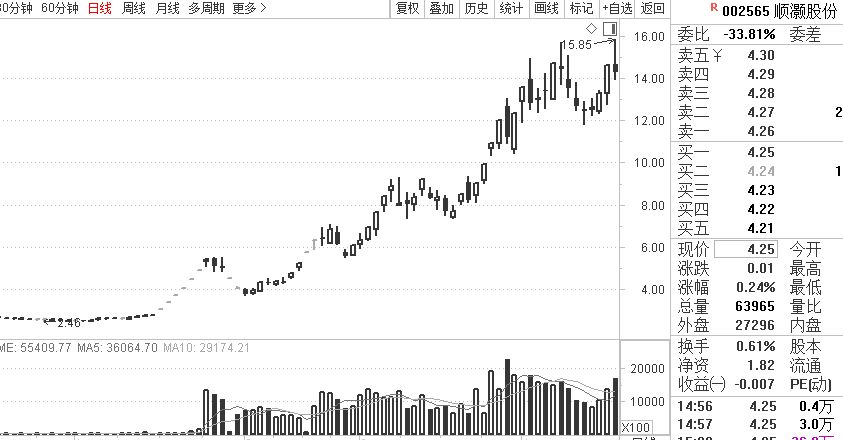 30分钟 60分钟 日线 周线 月线 多周期 更多 >
复权 叠加 历史 统计 画线 标记 +自选 返回
R 002565 顺灏股份
委比 -33.81% 委差
卖五 ¥ 4.30
卖四 4.29
卖三 4.28
卖二 4.27 2
卖一 4.26
买一 4.25
买二 4.24 1
买三 4.23
买四 4.22
买五 4.21
现价 4.25 今开
涨跌 0.01 最高
涨幅 0.24% 最低
总量 63965 量比
外盘 27296 内盘
换手 0.61% 股本
净资 1.82 流通
收益(一) -0.007 PE(动)
14:56 4.25 0.4万
14:57 4.25 3.0万
15.85
16.00
14.00
12.00
10.00
8.00
6.00
4.00
2.46
ME: 55409.77 MA5: 36064.70 MA10: 29174.21
20000
10000
X100